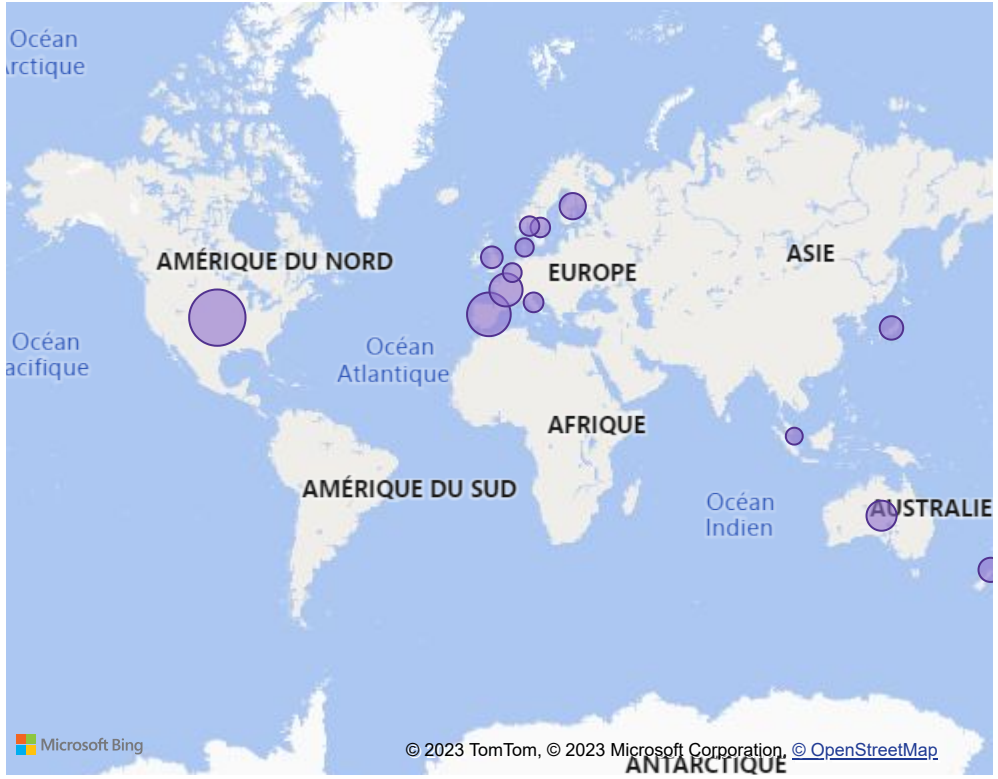 Océan
Arctique
AMÉRIQUE DU NORD
ASIE
EUROPE
Océan
acifique
Océan
Atlantique
AFRIQUE
AMÉRIQUE DU SUD
Océan
Indien
AUSTRALIE
Microsoft Bing
© 2023 TomTom, © 2023 Microsoft Corporation, © OpenStreetMap
ANTARCTIQUE